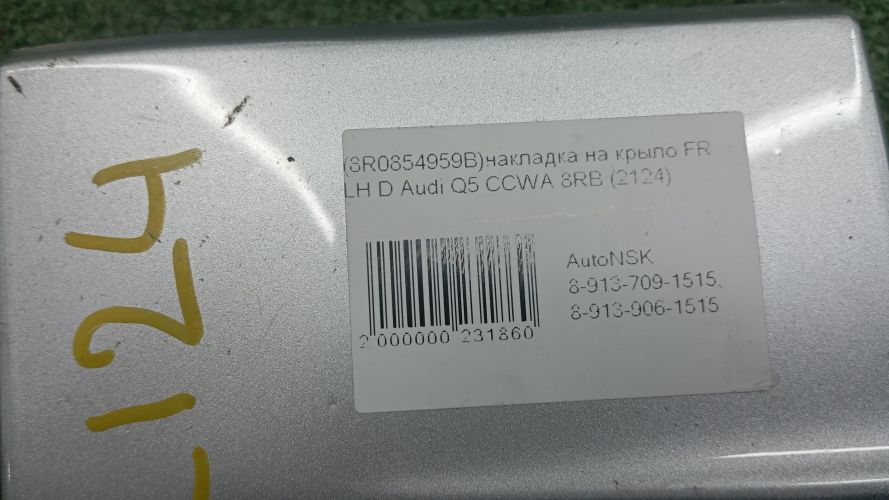 (8R0854959B)накладка на крыло FR
LH D Audi Q5 CCWA 8RB (2124)
AutoNSK
8-913-709-1515,
8-913-906-1515
2 000000 231860
124